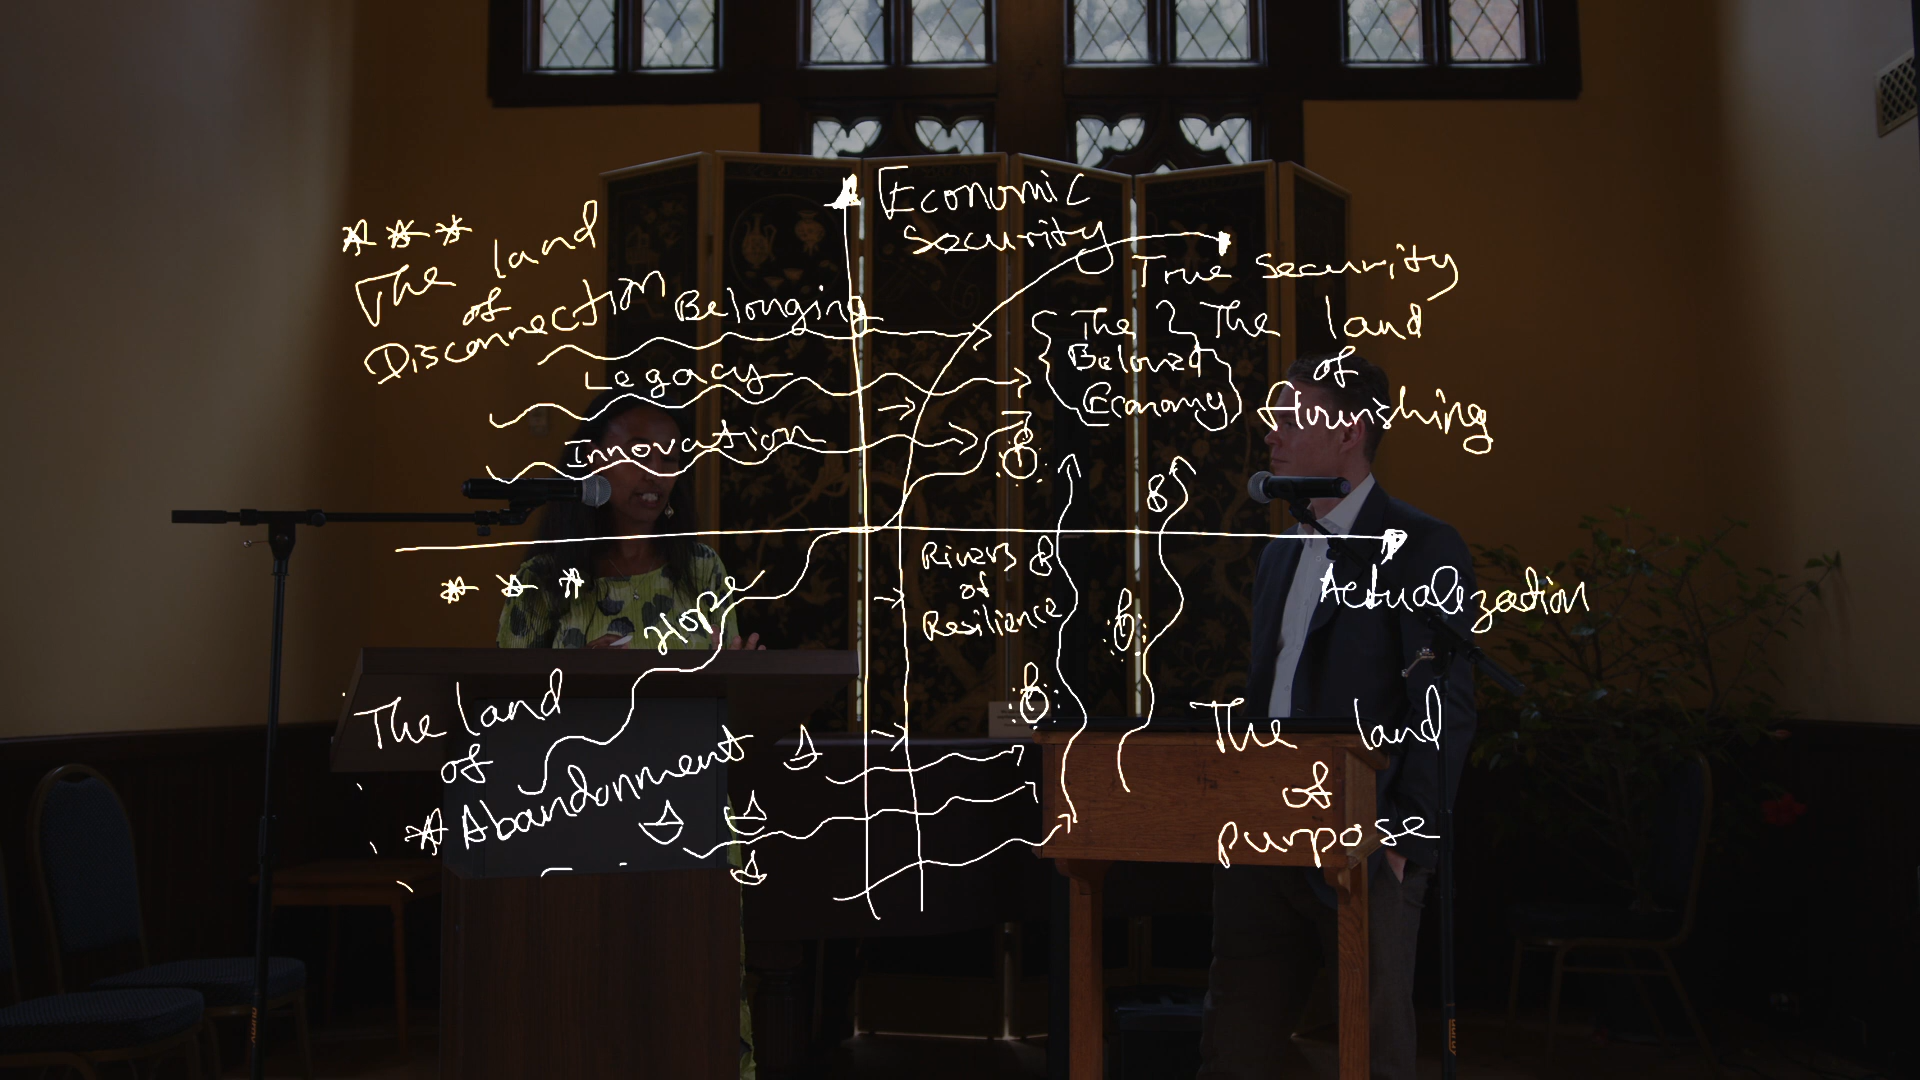 Economic
security
The land
of
Disconnection
Belonging
Legacy
Innovation
True security
The
Beloved
Economy
The land
of
flourishing
Rivers
of
Resilience
Actualization
Hope
The land
of
Abandonment
The land
of
purpose